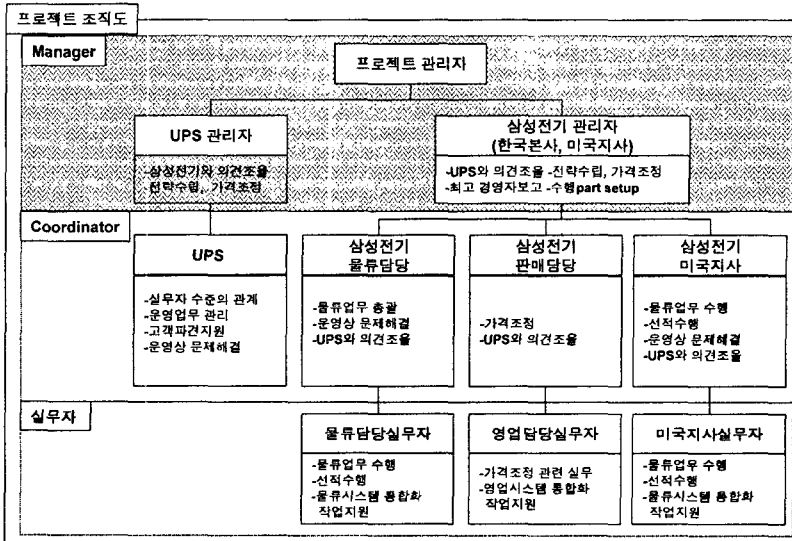 프로젝트 조직도
Manager
프로젝트 관리자
UPS 관리자
-삼성전기와 의견조율
전략수립, 가격조정
삼성전기 관리자
(한국본사, 미국지사)
-UPS와 의견조율 -전략수립, 가격조정
-최고 경영자보고 -수행part setup
Coordinator
UPS
-실무자 수준의 관계
-운영업무 관리
-고객파견지원
-운영상 문제해결
삼성전기
물류담당
-물류업무 총괄
-운영상 문제해결
-UPS와 의견조율
삼성전기
판매담당
-가격조정
-UPS와 의견조율
삼성전기
미국지사
-물류업무 수행
-선적수행
-운영상 문제해결
-UPS와 의견조율
실무자
물류담당실무자
-물류업무 수행
-선적수행
-물류시스템 통합화
작업지원
영업담당실무자
-가격조정 관련 실무
-영업시스템 통합화
작업지원
미국지사실무자
-물류업무 수행
-선적수행
-물류시스템 통합화
작업지원